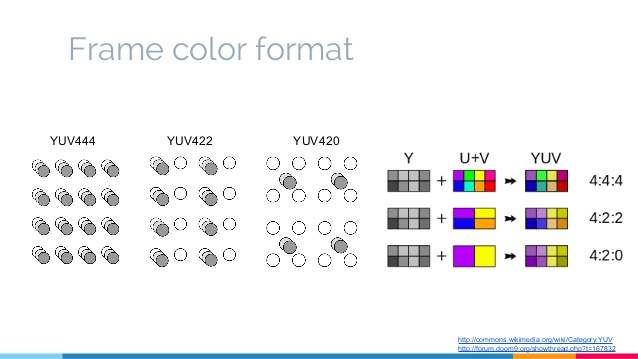 Frame color format
YUV444
YUV422
YUV420
Y
U+V
YUV
+
4:4:4
+
4:2:2
+
4:2:0
http://commons.wikimedia.org/wiki/Category:YUV
http://forum.doom9.org/showthread.php?t=167832